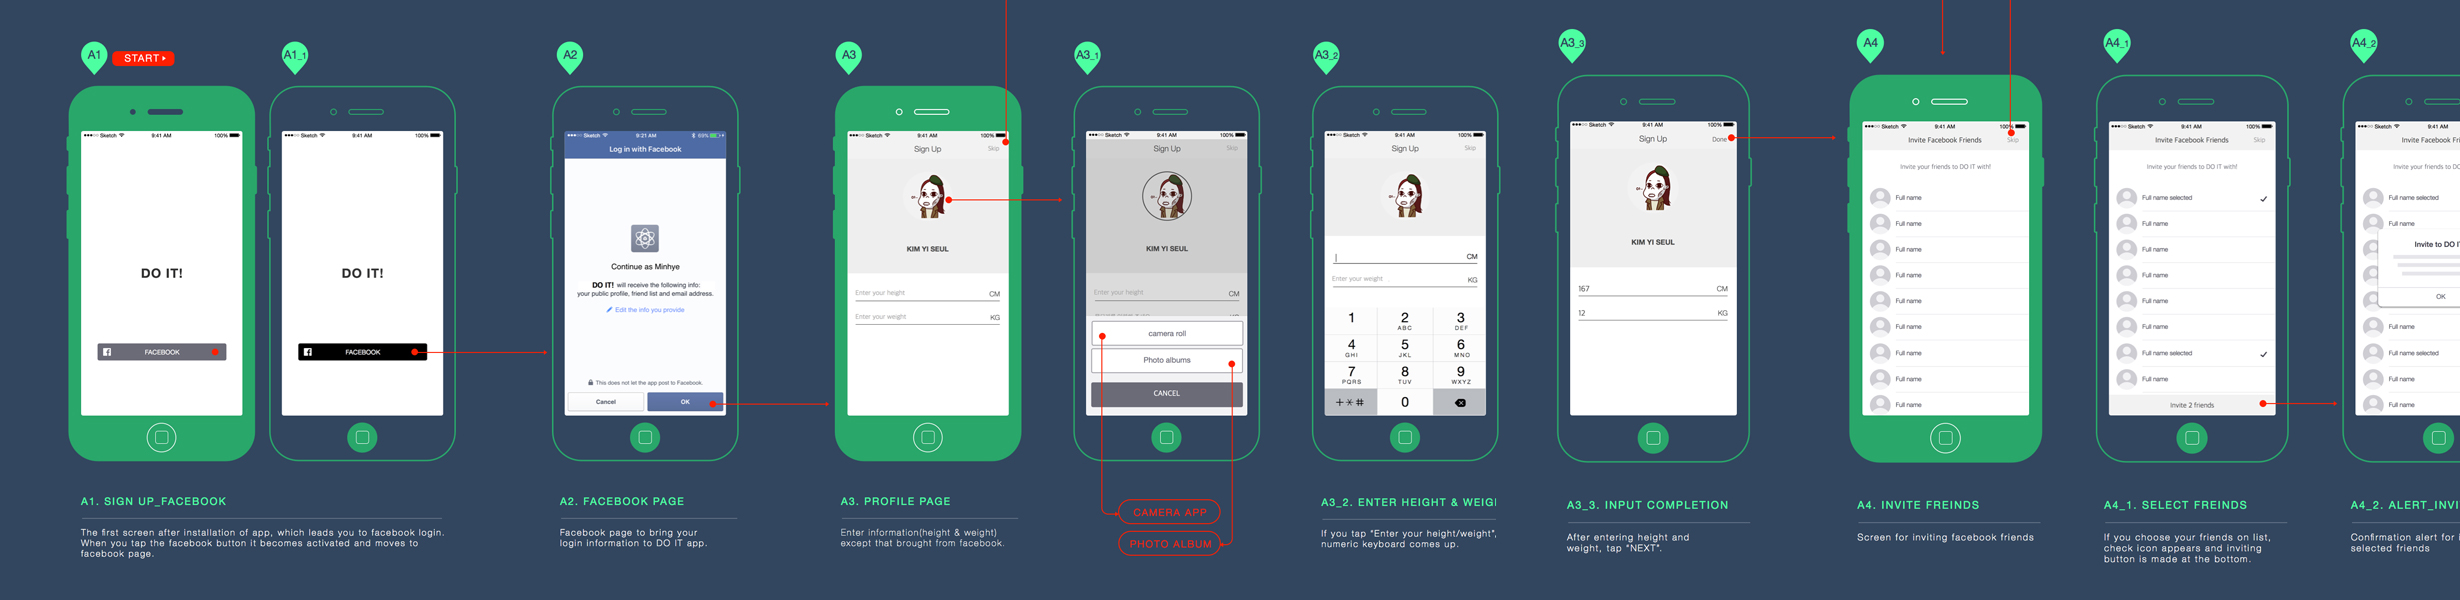 A1
START
A1_1
A2
A3
A3_1
A3_2
A3_3
A4
A4_1
A4_2
Sketch 9:41 AM 100%
DO IT!
FACEBOOK
Sketch 9:41 AM 100%
DO IT!
FACEBOOK
Sketch 9:21 AM 69%
Log in with Facebook
Continue as Minhye
DO IT! will receive the following info:
your public profile, friend list and email address.
Edit the info you provide
This does not let the app post to Facebook.
Cancel OK
Sketch 9:41 AM 100%
Sign Up Skip
KIM YI SEUL
Enter your height CM
Enter your weight KG
Sketch 9:41 AM 100%
Sign Up Skip
KIM YI SEUL
Enter your height CM
camera roll
Photo albums
CANCEL
CAMERA APP
PHOTO ALBUM
Sketch 9:41 AM 100%
Sign Up Skip
KIM YI SEUL
CM
Enter your weight KG
1 2 3
ABC DEF
4 5 6
GHI JKL MNO
7 8 9
PQRS TUV WXYZ
+*# 0
Sketch 9:41 AM 100%
Sign Up Done
KIM YI SEUL
167 CM
12 KG
Sketch 9:41 AM 100%
Invite Facebook Friends Skip
Invite your friends to DO IT with!
Full name
Full name
Full name
Full name
Full name
Full name
Full name
Full name
Full name
Sketch 9:41 AM 100%
Invite Facebook Friends Skip
Invite your friends to DO IT with!
Full name selected
Full name
Full name
Full name
Full name
Full name
Full name selected
Full name
Invite 2 friends
Sketch 9:41 AM
Invite Facebook Fri
Invite your friends to DO
Full name selected
Full name
Invite to DO I
OK
Full name
Full name selected
Full name
Full name
A1. SIGN UP_FACEBOOK
The first screen after installation of app, which leads you to facebook login.
When you tap the facebook button it becomes activated and moves to
facebook page.
A2. FACEBOOK PAGE
Facebook page to bring your
login information to DO IT app.
A3. PROFILE PAGE
Enter information(height & weight)
except that brought from facebook.
A3_2. ENTER HEIGHT & WEIG
If you tap "Enter your height/weight",
numeric keyboard comes up.
A3_3. INPUT COMPLETION
After entering height and
weight, tap "NEXT".
A4. INVITE FREINDS
Screen for inviting facebook friends
A4_1. SELECT FREINDS
If you choose your friends on list,
check icon appears and inviting
button is made at the bottom.
A4_2. ALERT_INVI
Confirmation alert for i
selected friends